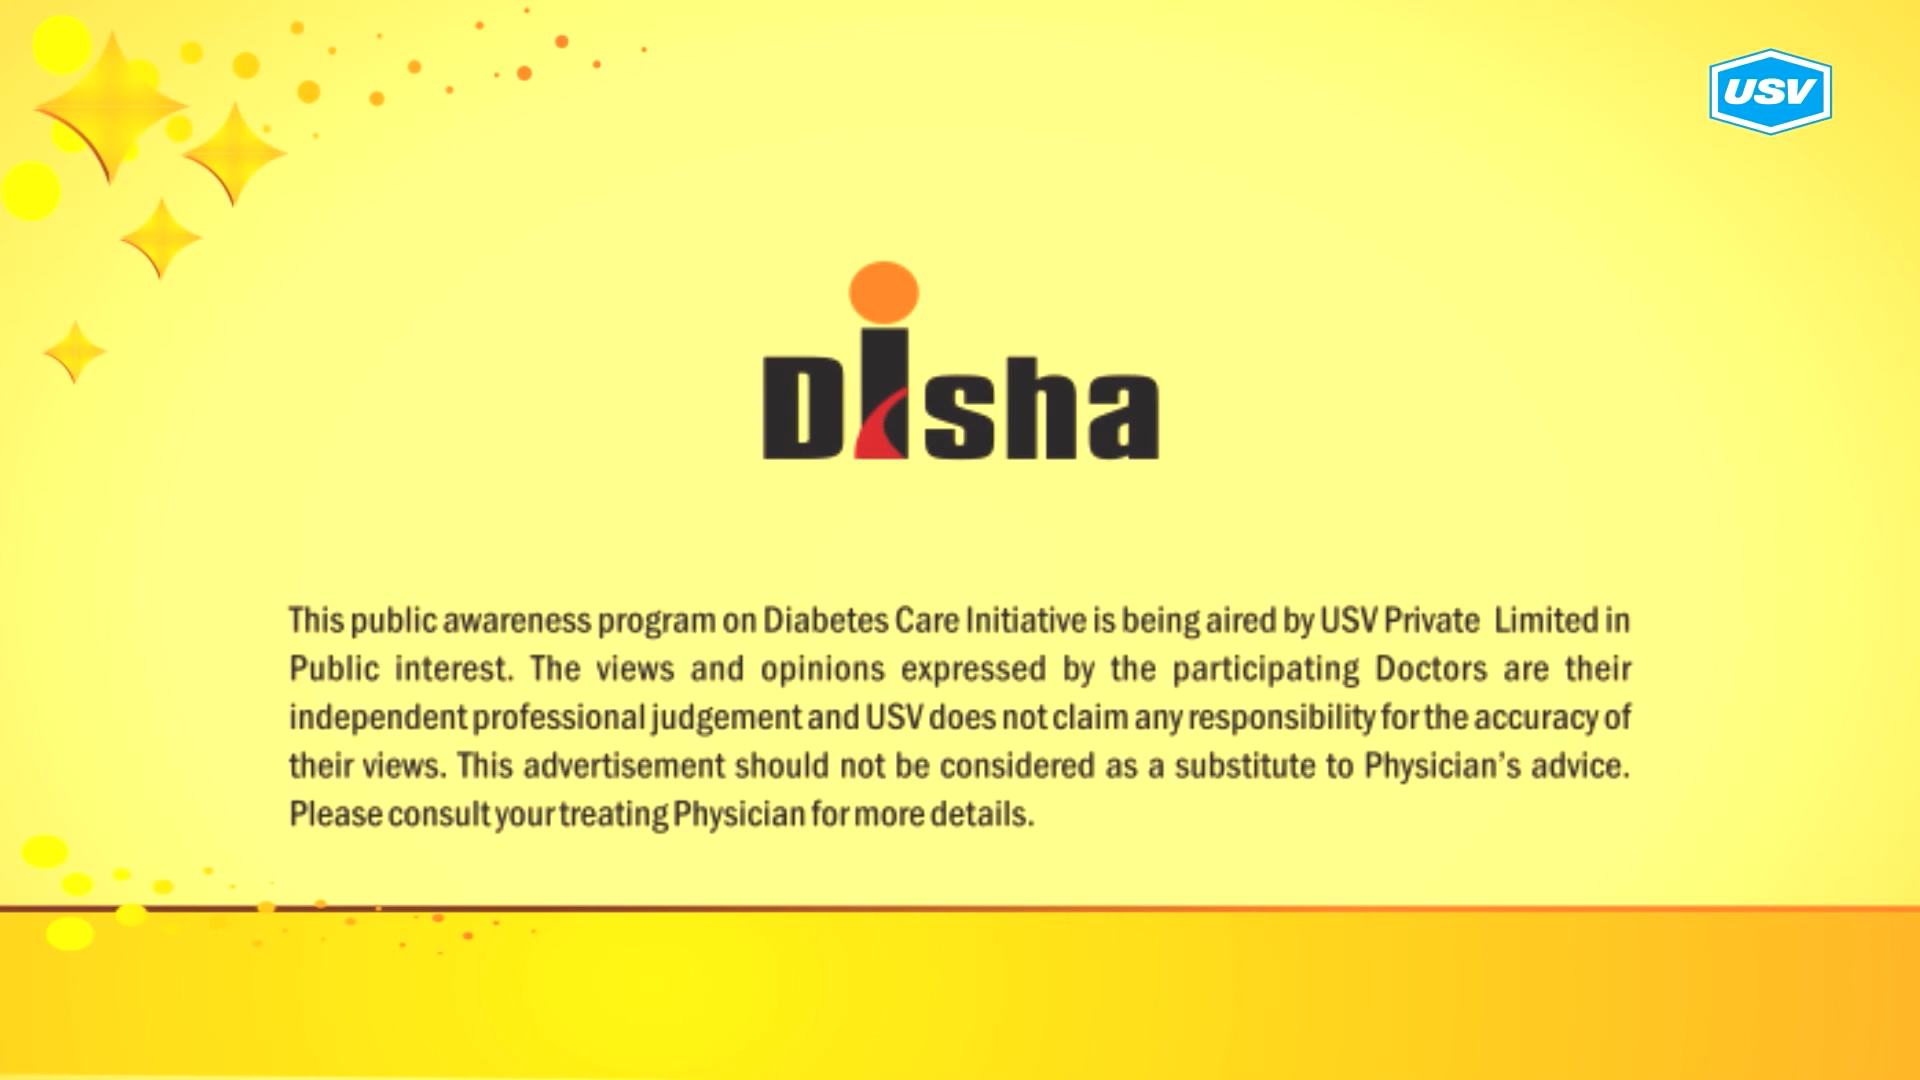 USV
Disha
This public awareness program on Diabetes Care Initiative is being aired by USV Private Limited in
Public interest. The views and opinions expressed by the participating Doctors are their
independent professional judgement and USV does not claim any responsibility for the accuracy of
their views. This advertisement should not be considered as a substitute to Physician’s advice.
Please consult your treating Physician for more details.